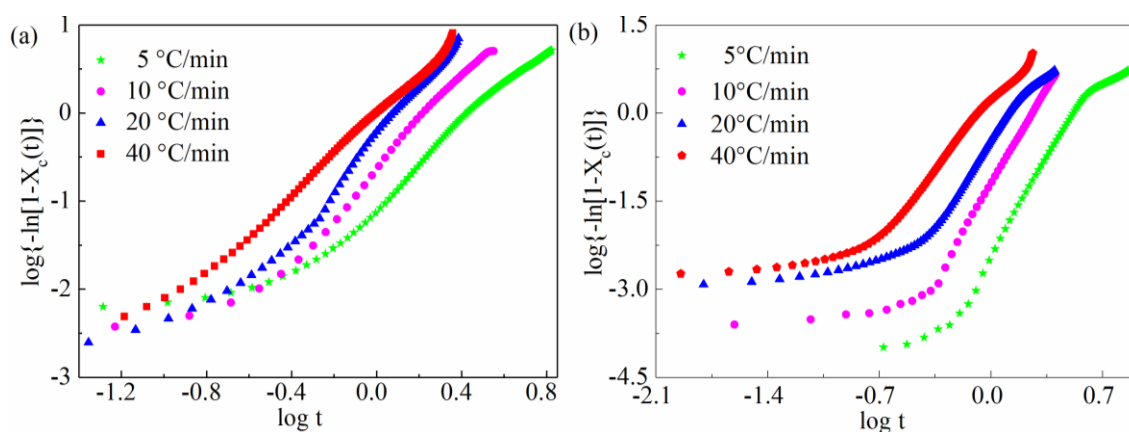 (a)
5 °C/min
10 °C/min
20 °C/min
40 °C/min
log{-ln[1-X_c(t)]}
1
0
-1
-2
-3
-1.2 -0.8 -0.4 0.0 0.4 0.8
log t
(b)
5°C/min
10°C/min
20°C/min
40°C/min
log{-ln[1-X_c(t)]}
1.5
0.0
-1.5
-3.0
-4.5
-2.1 -1.4 -0.7 0.0 0.7
log t